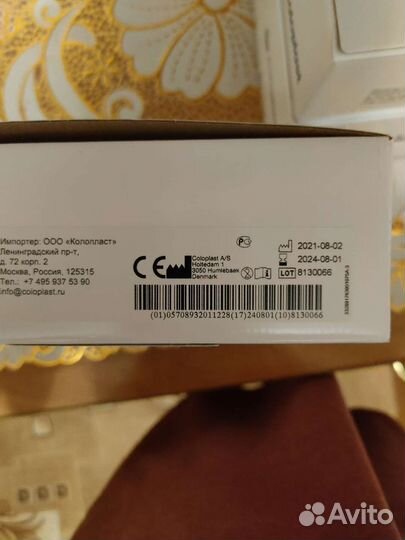 Импортер: ООО «Колопласт»
Ленинградский пр-т,
д. 72 корп. 2
Москва, Россия, 125315
Тел.: +7 495 937 53 90
info@coloplast.ru
CE
Coloplast A/S
Holtedam 1
3050 Humlebaek
Denmark
2021-08-02
2024-08-01
LOT 8130066
(01)05708932011228(17)240801(10)8130066
Avito